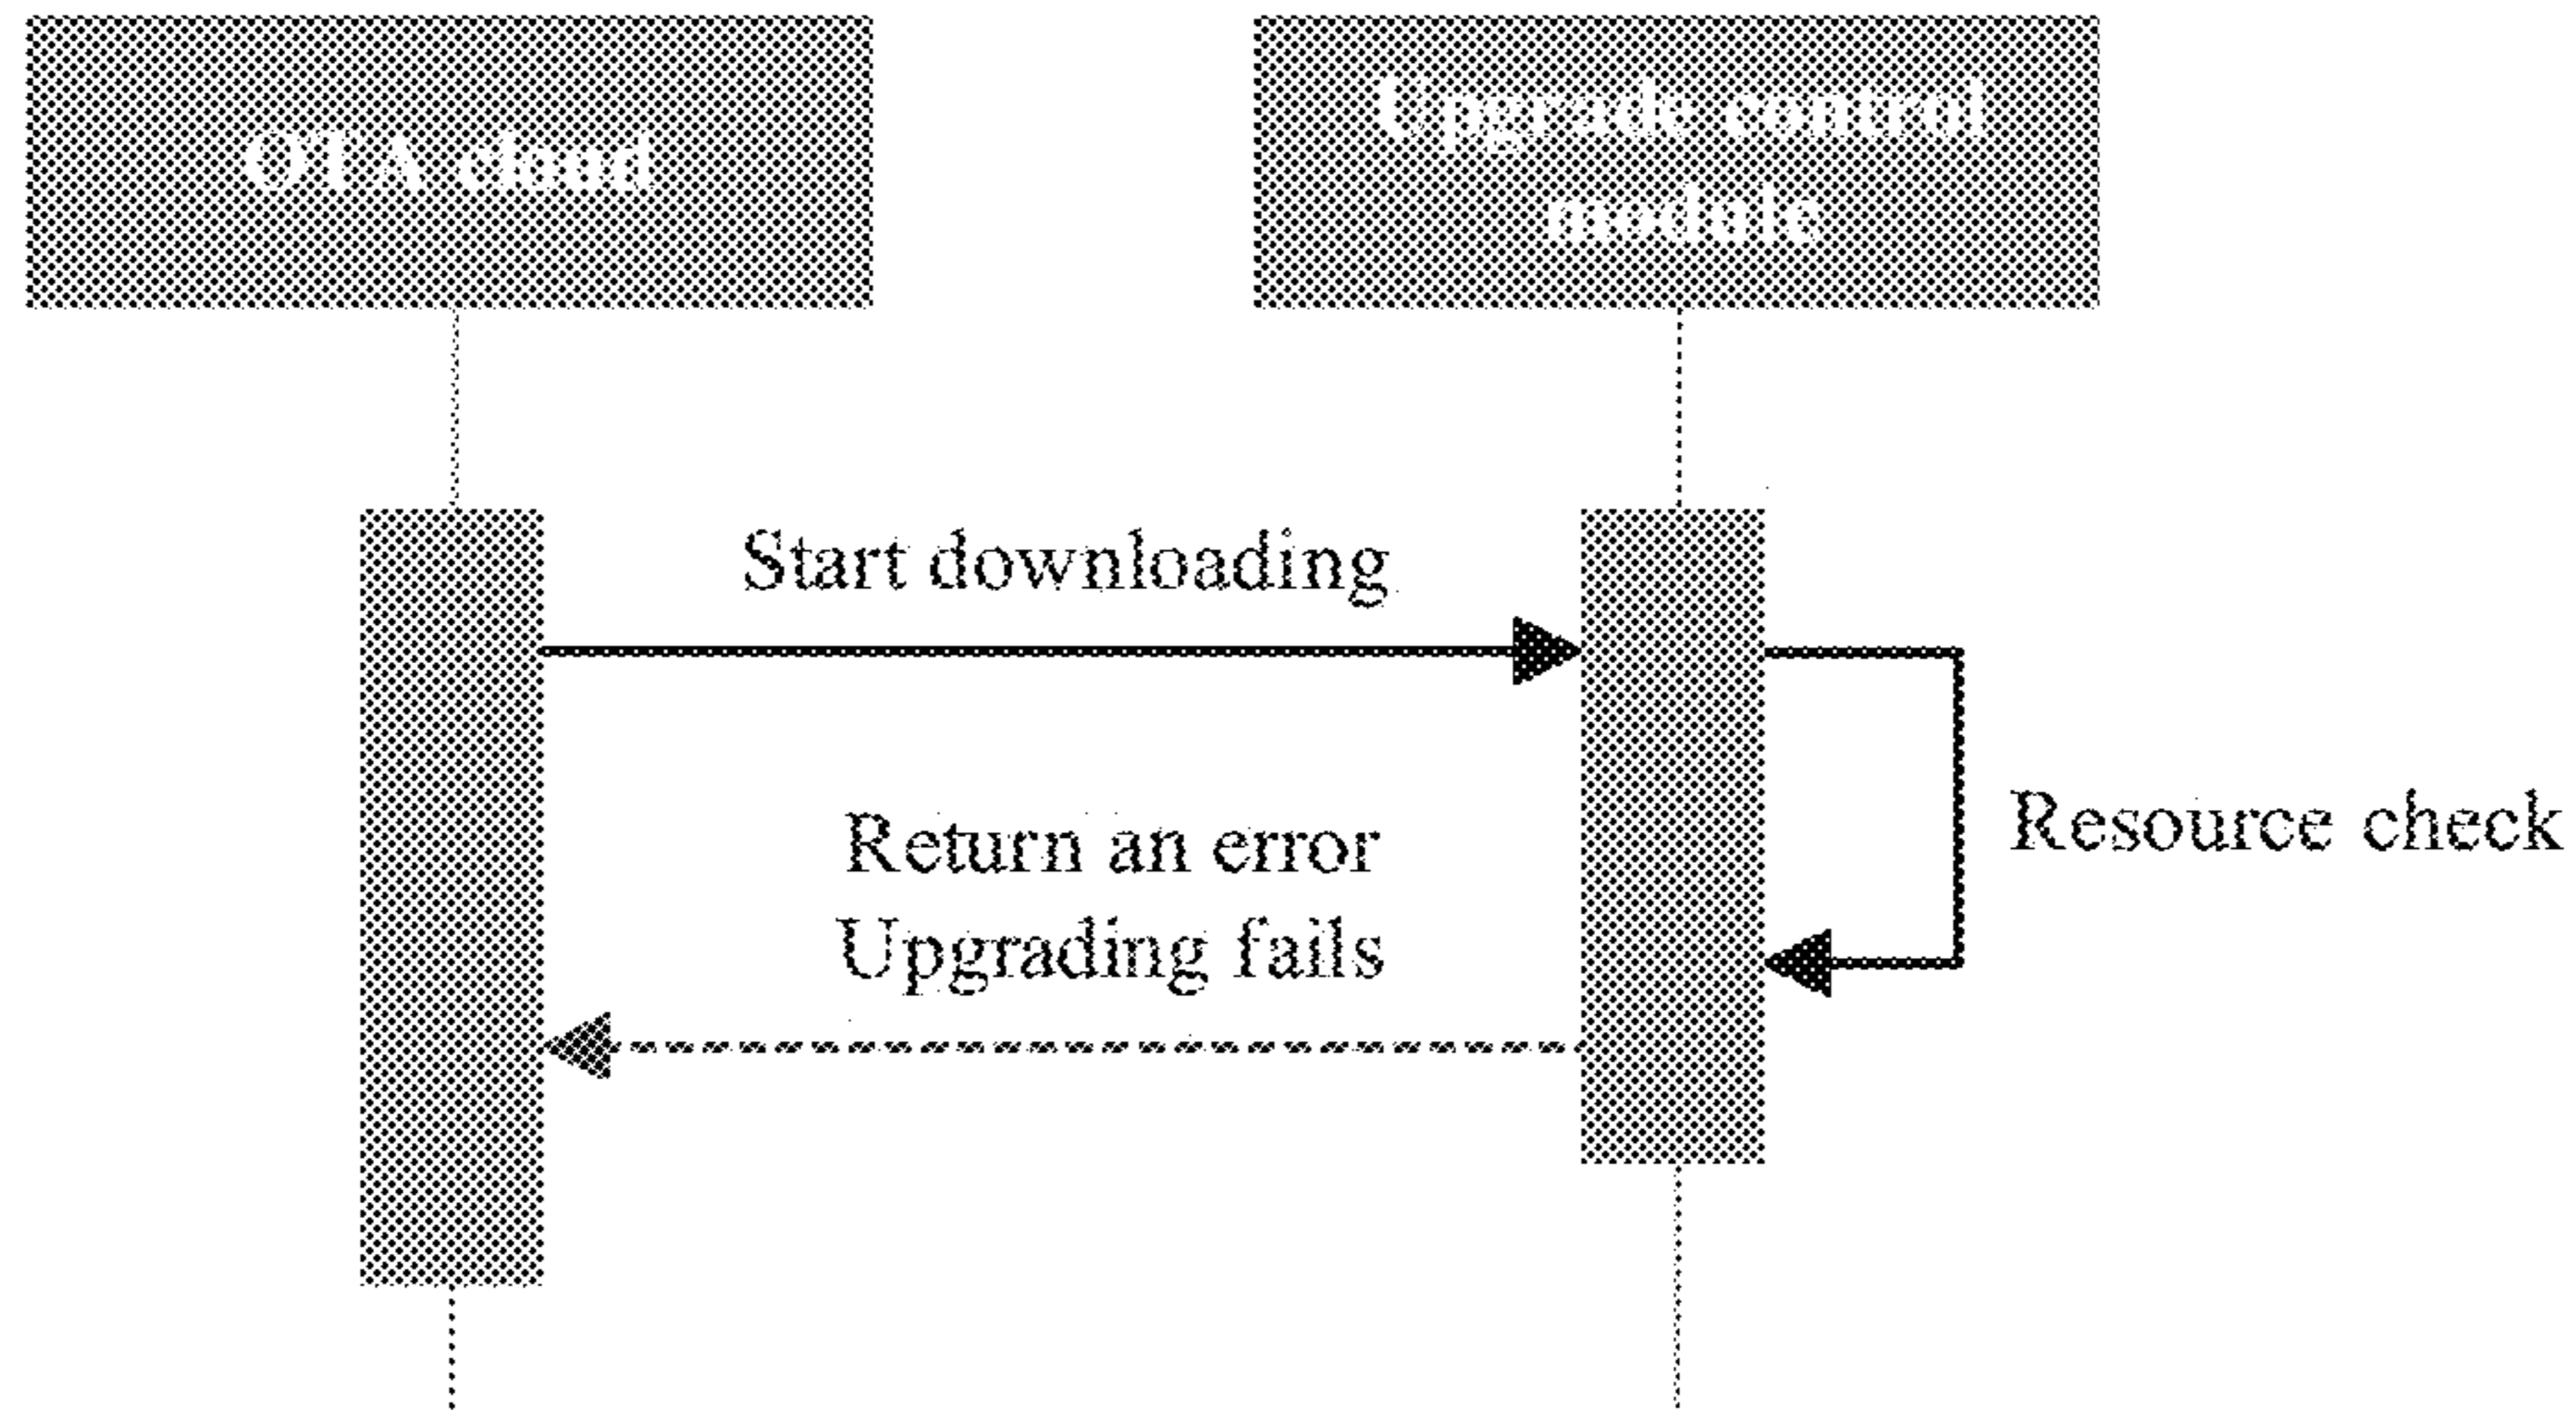 OTA cloud
Upgrade control
module
Start downloading
Resource check
Return an error
Upgrading fails